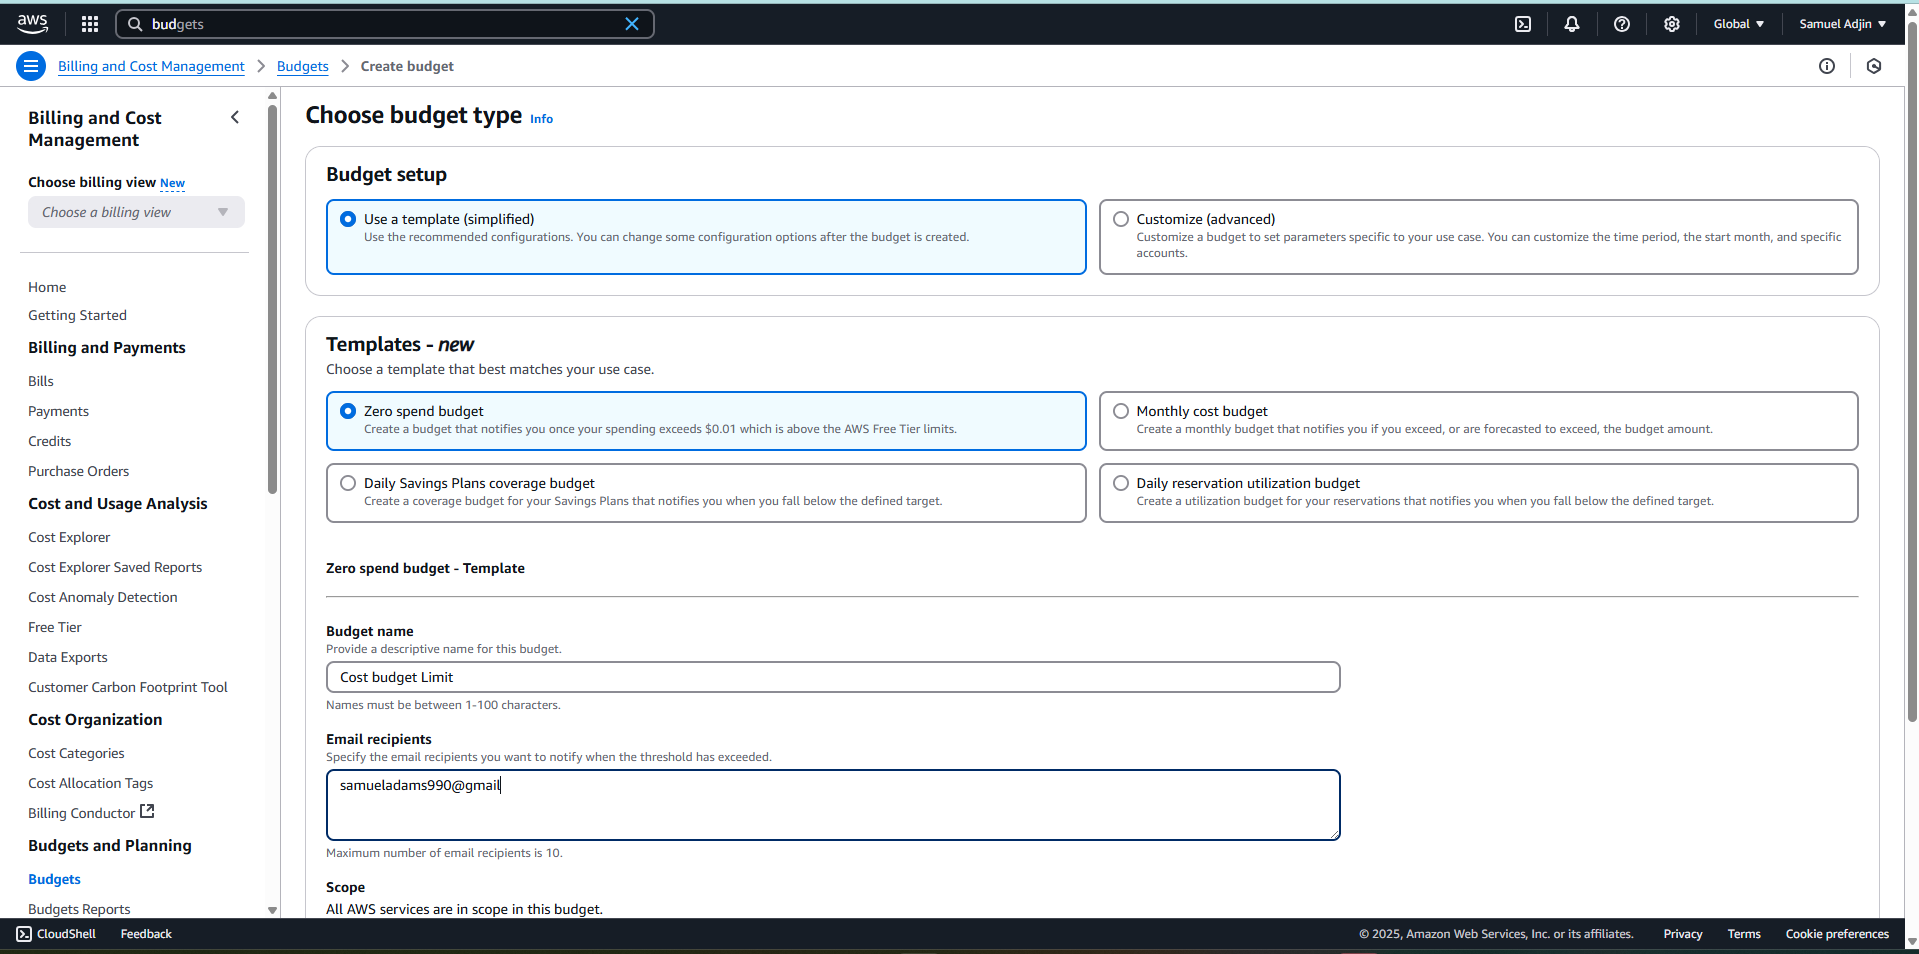 aws
budgets
Global
Samuel Adjin
Billing and Cost Management
Budgets
Create budget
Billing and Cost
Management
Choose billing view New
Choose a billing view
Home
Getting Started
Billing and Payments
Bills
Payments
Credits
Purchase Orders
Cost and Usage Analysis
Cost Explorer
Cost Explorer Saved Reports
Cost Anomaly Detection
Free Tier
Data Exports
Customer Carbon Footprint Tool
Cost Organization
Cost Categories
Cost Allocation Tags
Billing Conductor
Budgets and Planning
Budgets
Budgets Reports
Choose budget type Info
Budget setup
Use a template (simplified)
Use the recommended configurations. You can change some configuration options after the budget is created.
Customize (advanced)
Customize a budget to set parameters specific to your use case. You can customize the time period, the start month, and specific
accounts.
Templates - new
Choose a template that best matches your use case.
Zero spend budget
Create a budget that notifies you once your spending exceeds $0.01 which is above the AWS Free Tier limits.
Monthly cost budget
Create a monthly budget that notifies you if you exceed, or are forecasted to exceed, the budget amount.
Daily Savings Plans coverage budget
Create a coverage budget for your Savings Plans that notifies you when you fall below the defined target.
Daily reservation utilization budget
Create a utilization budget for your reservations that notifies you when you fall below the defined target.
Zero spend budget - Template
Budget name
Provide a descriptive name for this budget.
Cost budget Limit
Names must be between 1-100 characters.
Email recipients
Specify the email recipients you want to notify when the threshold has exceeded.
samueladams990@gmail
Maximum number of email recipients is 10.
Scope
All AWS services are in scope in this budget.
CloudShell
Feedback
© 2025, Amazon Web Services, Inc. or its affiliates.
Privacy
Terms
Cookie preferences